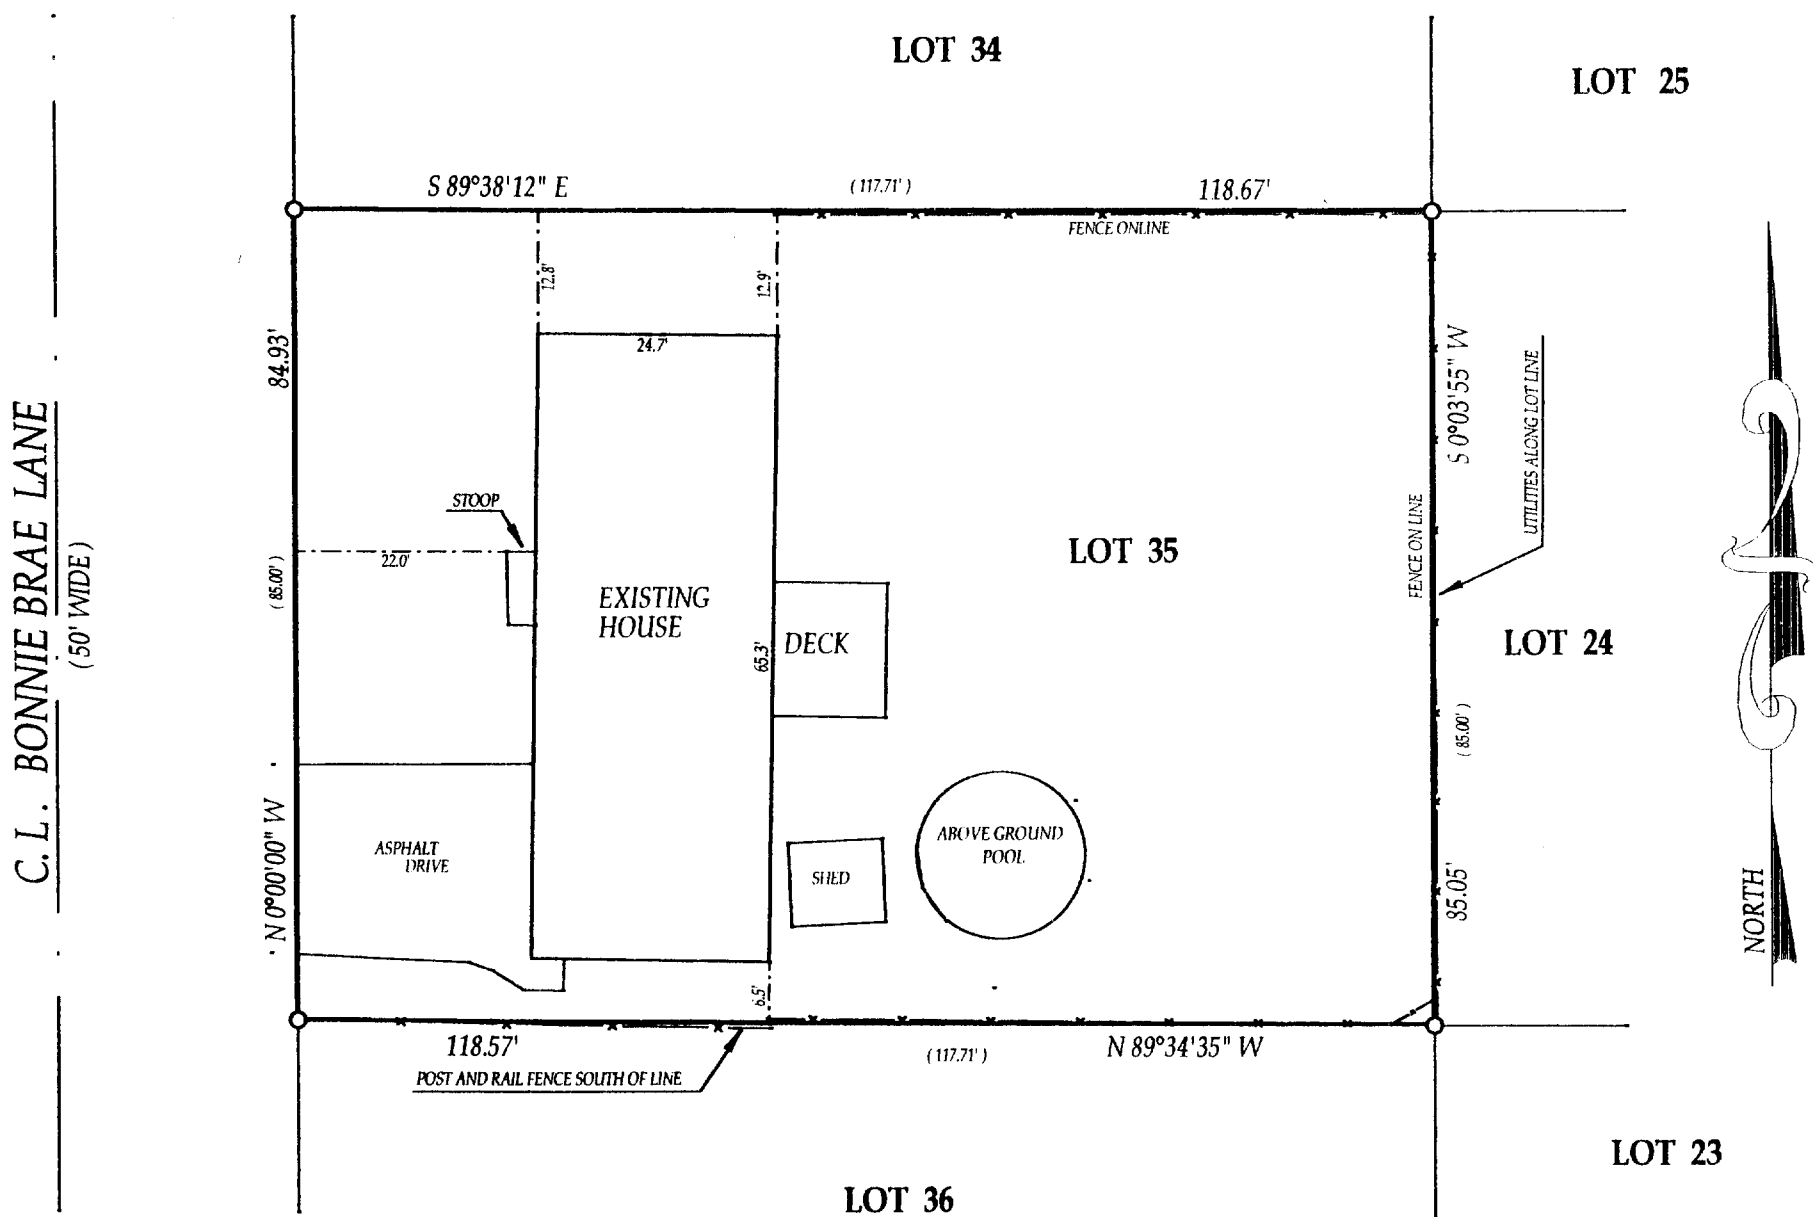 LOT 34
LOT 25
S 89°38'12" E
( 117.71' )
118.67'
FENCE ONLINE
12.8'
12.9'
24.7'
84.93'
S 0°03'55" W
UTILITIES ALONG LOT LINE
FENCE ON LINE
C. L. BONNIE BRAE LANE
( 50' WIDE )
STOOP
22.0'
( 85.00' )
EXISTING
HOUSE
65.3'
DECK
LOT 35
LOT 24
( 85.00' )
N 0°00'00" W
ASPHALT
DRIVE
SHED
ABOVE GROUND
POOL
85.05'
NORTH
6.5'
118.57'
( 117.71' )
N 89°34'35" W
POST AND RAIL FENCE SOUTH OF LINE
LOT 23
LOT 36